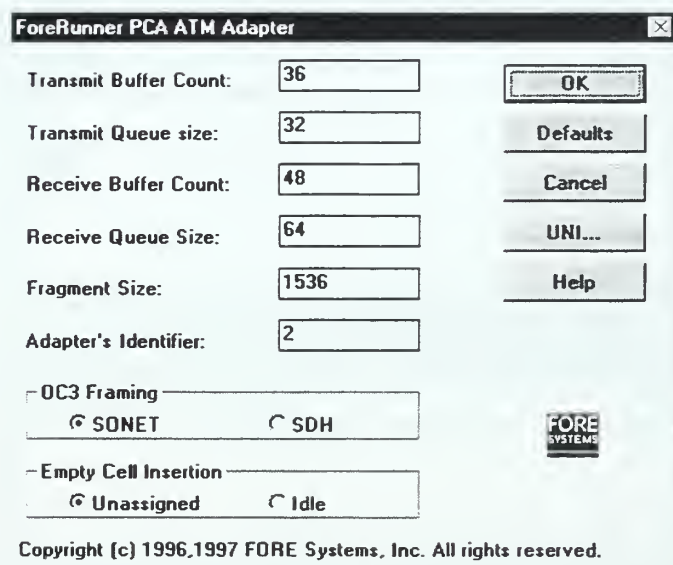 ForeRunner PCA ATM Adapter
Transmit Buffer Count: 36
OK
Transmit Queue size: 32
Defaults
Receive Buffer Count: 48
Cancel
Receive Queue Size: 64
UNI...
Fragment Size: 1536
Help
Adapter's Identifier: 2
OC3 Framing
SONET SDH
FORE
SYSTEMS
Empty Cell Insertion
Unassigned Idle
Copyright (c) 1996,1997 FORE Systems, Inc. All rights reserved.